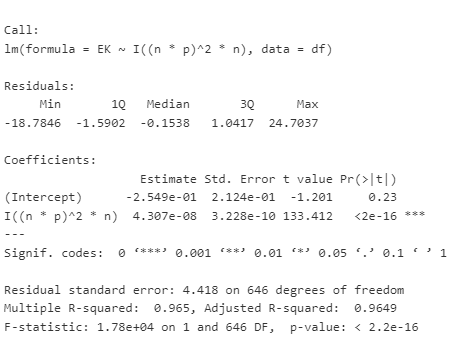 Call:
lm(formula = EK ~ I((n * p)^2 * n), data = df)
Residuals:
Min 1Q Median 3Q Max
-18.7846 -1.5902 -0.1538 1.0417 24.7037
Coefficients:
Estimate Std. Error t value Pr(>|t|)
(Intercept) -2.549e-01 2.124e-01 -1.201 0.23
I((n * p)^2 * n) 4.307e-08 3.228e-10 133.412 <2e-16 ***
---
Signif. codes: 0 ‘***’ 0.001 ‘**’ 0.01 ‘*’ 0.05 ‘.’ 0.1 ‘ ’ 1
Residual standard error: 4.418 on 646 degrees of freedom
Multiple R-squared: 0.965, Adjusted R-squared: 0.9649
F-statistic: 1.78e+04 on 1 and 646 DF, p-value: < 2.2e-16